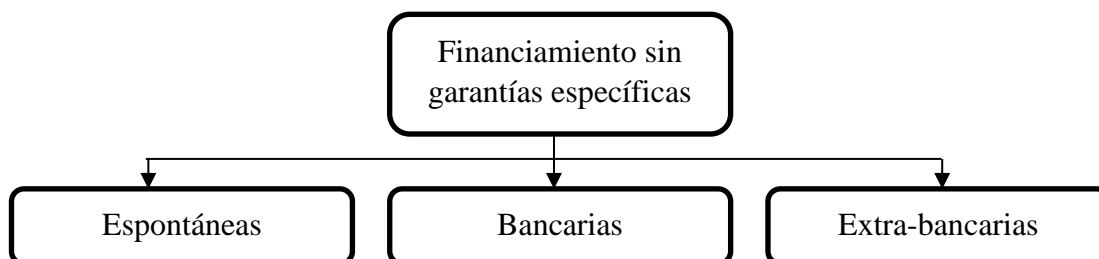 Financiamiento sin
garantías específicas
Espontáneas
Bancarias
Extra-bancarias